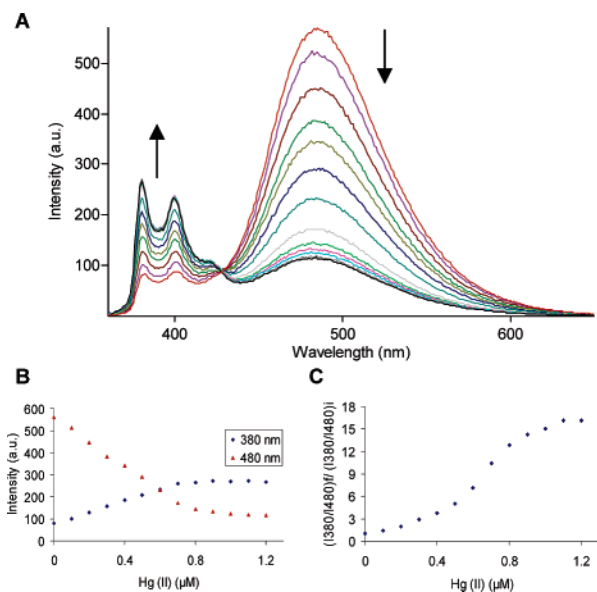 A
Intensity (a.u.)
500
400
300
200
100
400
500
600
Wavelength (nm)
B
Intensity (a.u.)
600
500
400
300
200
100
0
380 nm
480 nm
0
0.4
0.8
1.2
Hg (II) (μM)
C
(I380/I480)f/ (I380/I480)i
18
15
12
9
6
3
0
0
0.4
0.8
1.2
Hg (II) (μM)